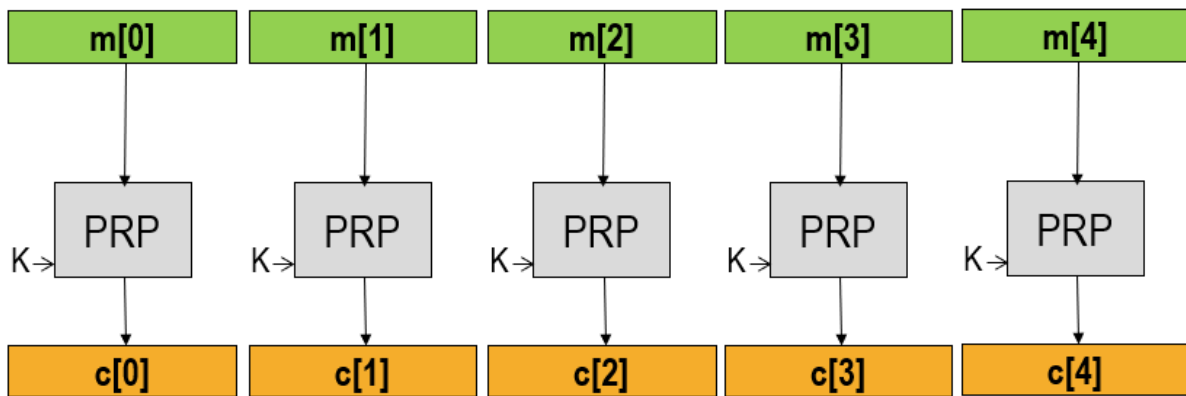 m[0] m[1] m[2] m[3] m[4]
PRP PRP PRP PRP PRP
K K K K K
c[0] c[1] c[2] c[3] c[4]